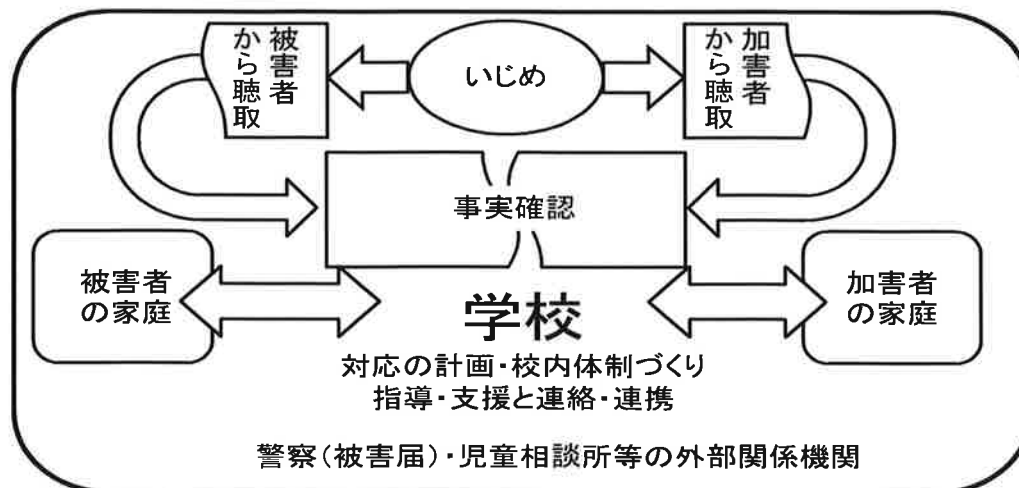 いじめ
被害者
から聴取
加害者
から聴取
事実確認
被害者
の家庭
加害者
の家庭
学校
対応の計画・校内体制づくり
指導・支援と連絡・連携
警察(被害届)・児童相談所等の外部関係機関